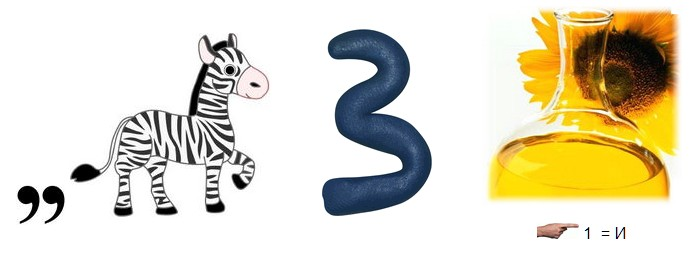 ,, З
1 = И